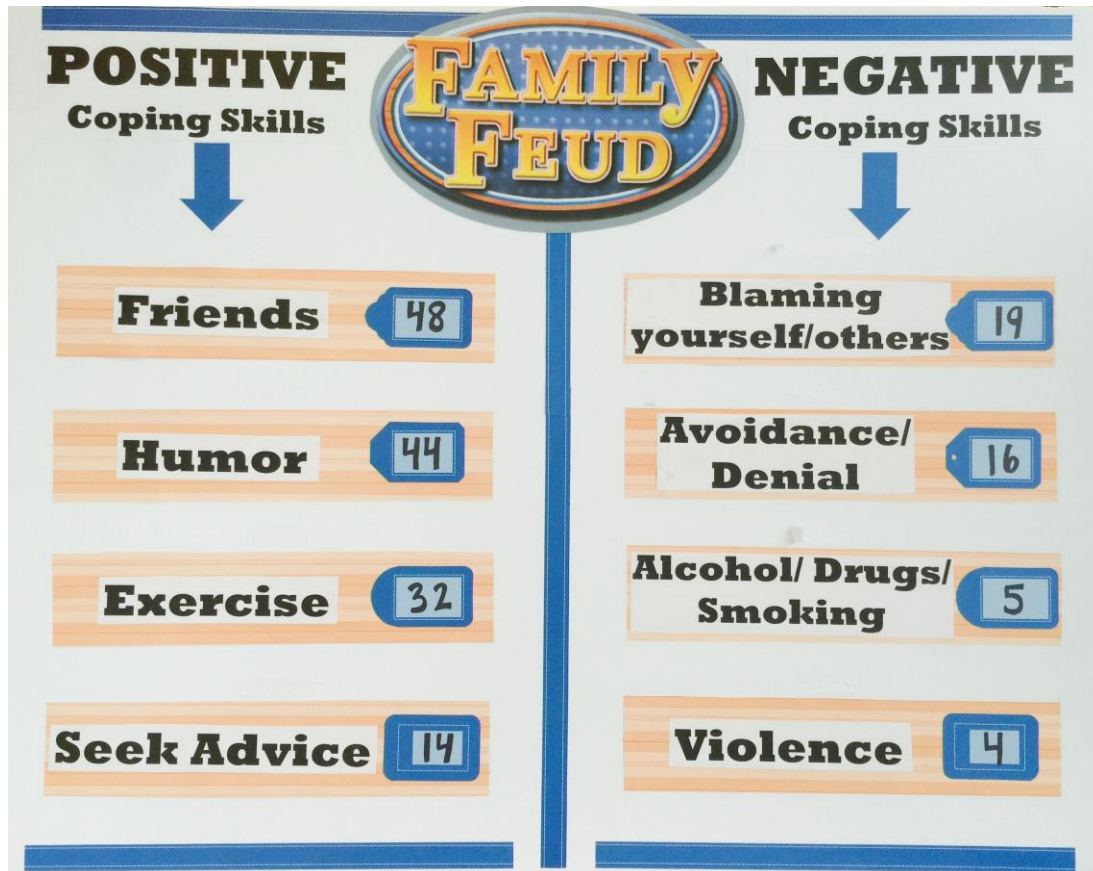 POSITIVE
Coping Skills
FAMILY
FEUD
NEGATIVE
Coping Skills
Friends 48
Humor 44
Exercise 32
Seek Advice 14
Blaming
yourself/others 19
Avoidance/
Denial 16
Alcohol/ Drugs/
Smoking 5
Violence 4